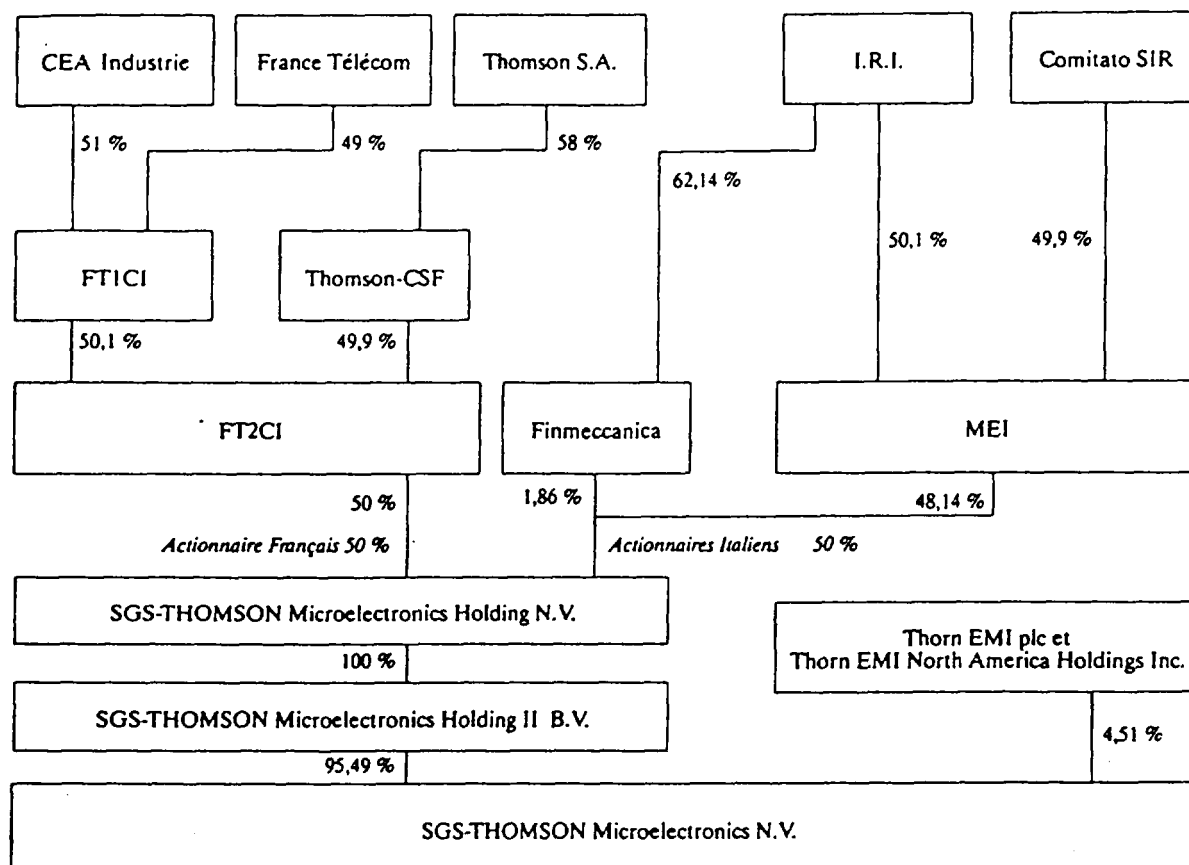 CEA Industrie
France Télécom
Thomson S.A.
I.R.I.
Comitato SIR
51 %
49 %
58 %
62,14 %
50,1 %
49,9 %
FT1CI
Thomson-CSF
50,1 %
49,9 %
FT2CI
Finmeccanica
MEI
50 %
1,86 %
48,14 %
Actionnaire Français 50 %
Actionnaires Italiens 50 %
SGS-THOMSON Microelectronics Holding N.V.
Thorn EMI plc et
Thorn EMI North America Holdings Inc.
100 %
SGS-THOMSON Microelectronics Holding II B.V.
4,51 %
95,49 %
SGS-THOMSON Microelectronics N.V.